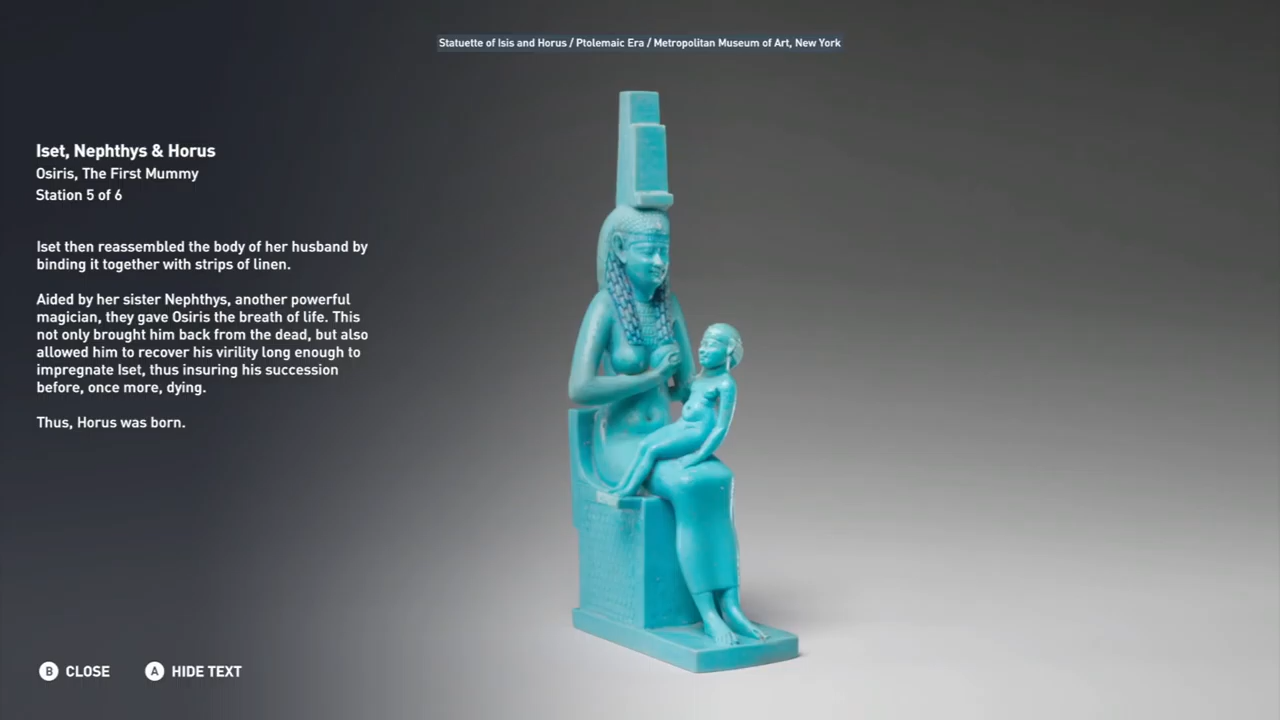 Statuette of Isis and Horus / Ptolemaic Era / Metropolitan Museum of Art, New York
Iset, Nephthys & Horus
Osiris, The First Mummy
Station 5 of 6
Iset then reassembled the body of her husband by
binding it together with strips of linen.
Aided by her sister Nephthys, another powerful
magician, they gave Osiris the breath of life. This
not only brought him back from the dead, but also
allowed him to recover his virility long enough to
impregnate Iset, thus insuring his succession
before, once more, dying.
Thus, Horus was born.
B CLOSE A HIDE TEXT